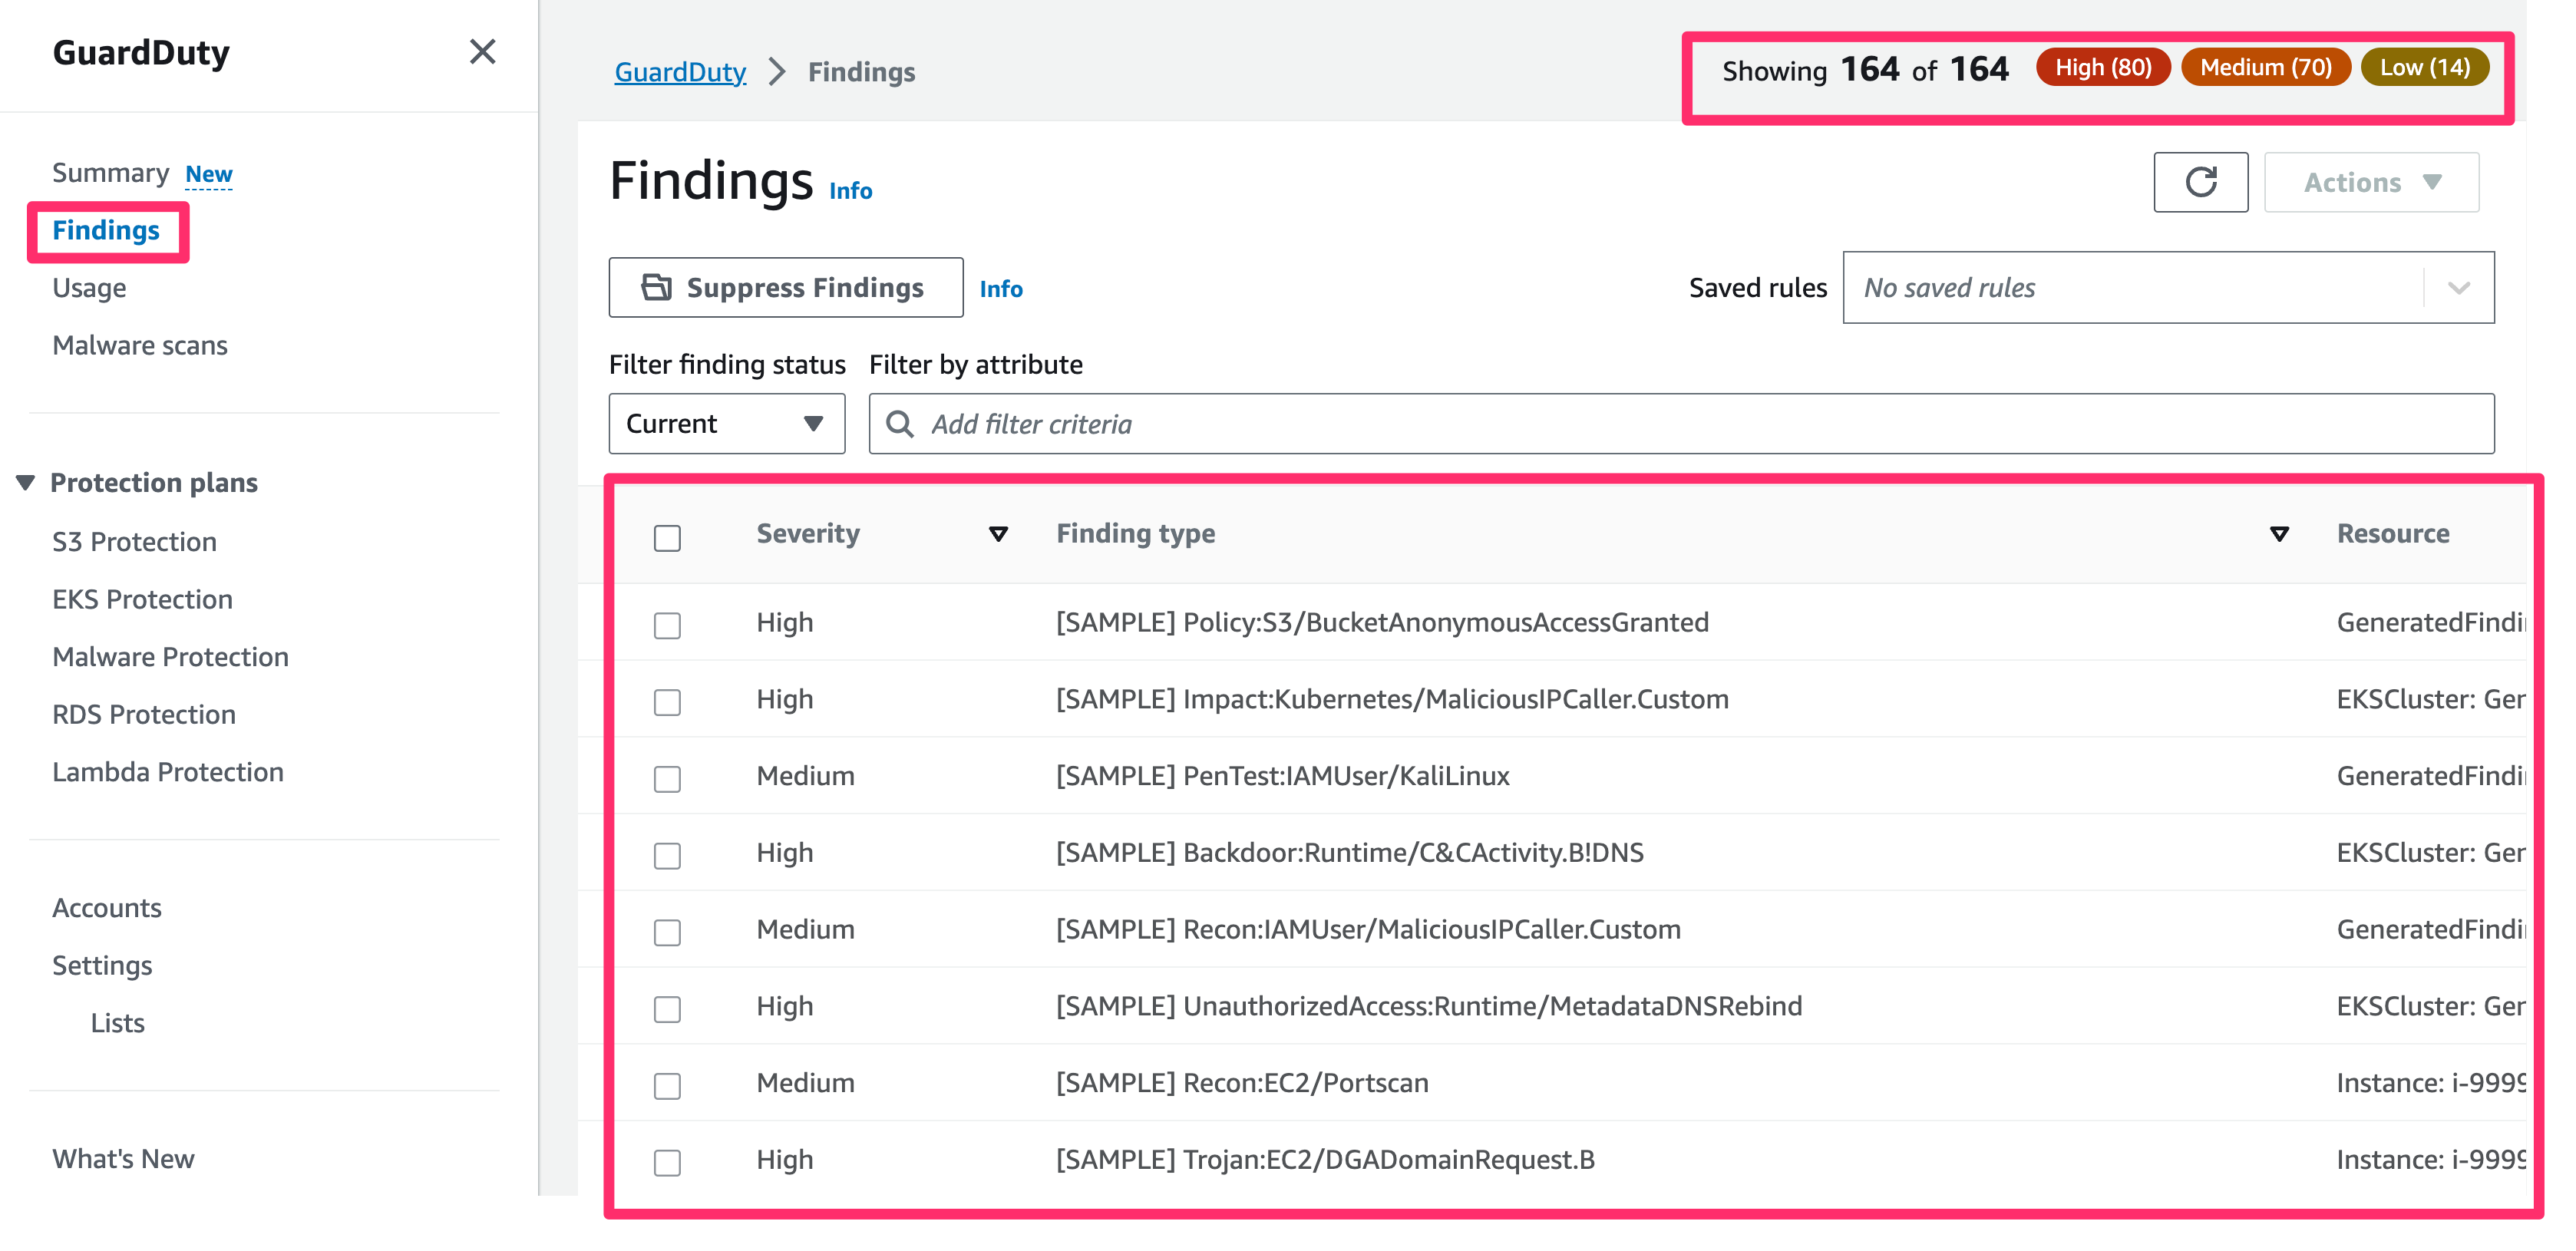 GuardDuty
Summary New
Findings
Usage
Malware scans
Protection plans
S3 Protection
EKS Protection
Malware Protection
RDS Protection
Lambda Protection
Accounts
Settings
Lists
What's New
GuardDuty > Findings
Showing 164 of 164 High (80) Medium (70) Low (14)
Findings Info
Actions
Suppress Findings Info
Saved rules No saved rules
Filter finding status Filter by attribute
Current Add filter criteria
Severity Finding type Resource
High [SAMPLE] Policy:S3/BucketAnonymousAccessGranted GeneratedFindi
High [SAMPLE] Impact:Kubernetes/MaliciousIPCaller.Custom EKSCluster: Ger
Medium [SAMPLE] PenTest:IAMUser/KaliLinux GeneratedFindi
High [SAMPLE] Backdoor:Runtime/C&CActivity.B!DNS EKSCluster: Ger
Medium [SAMPLE] Recon:IAMUser/MaliciousIPCaller.Custom GeneratedFindi
High [SAMPLE] UnauthorizedAccess:Runtime/MetadataDNSRebind EKSCluster: Ger
Medium [SAMPLE] Recon:EC2/Portscan Instance: i-9999
High [SAMPLE] Trojan:EC2/DGADomainRequest.B Instance: i-9999